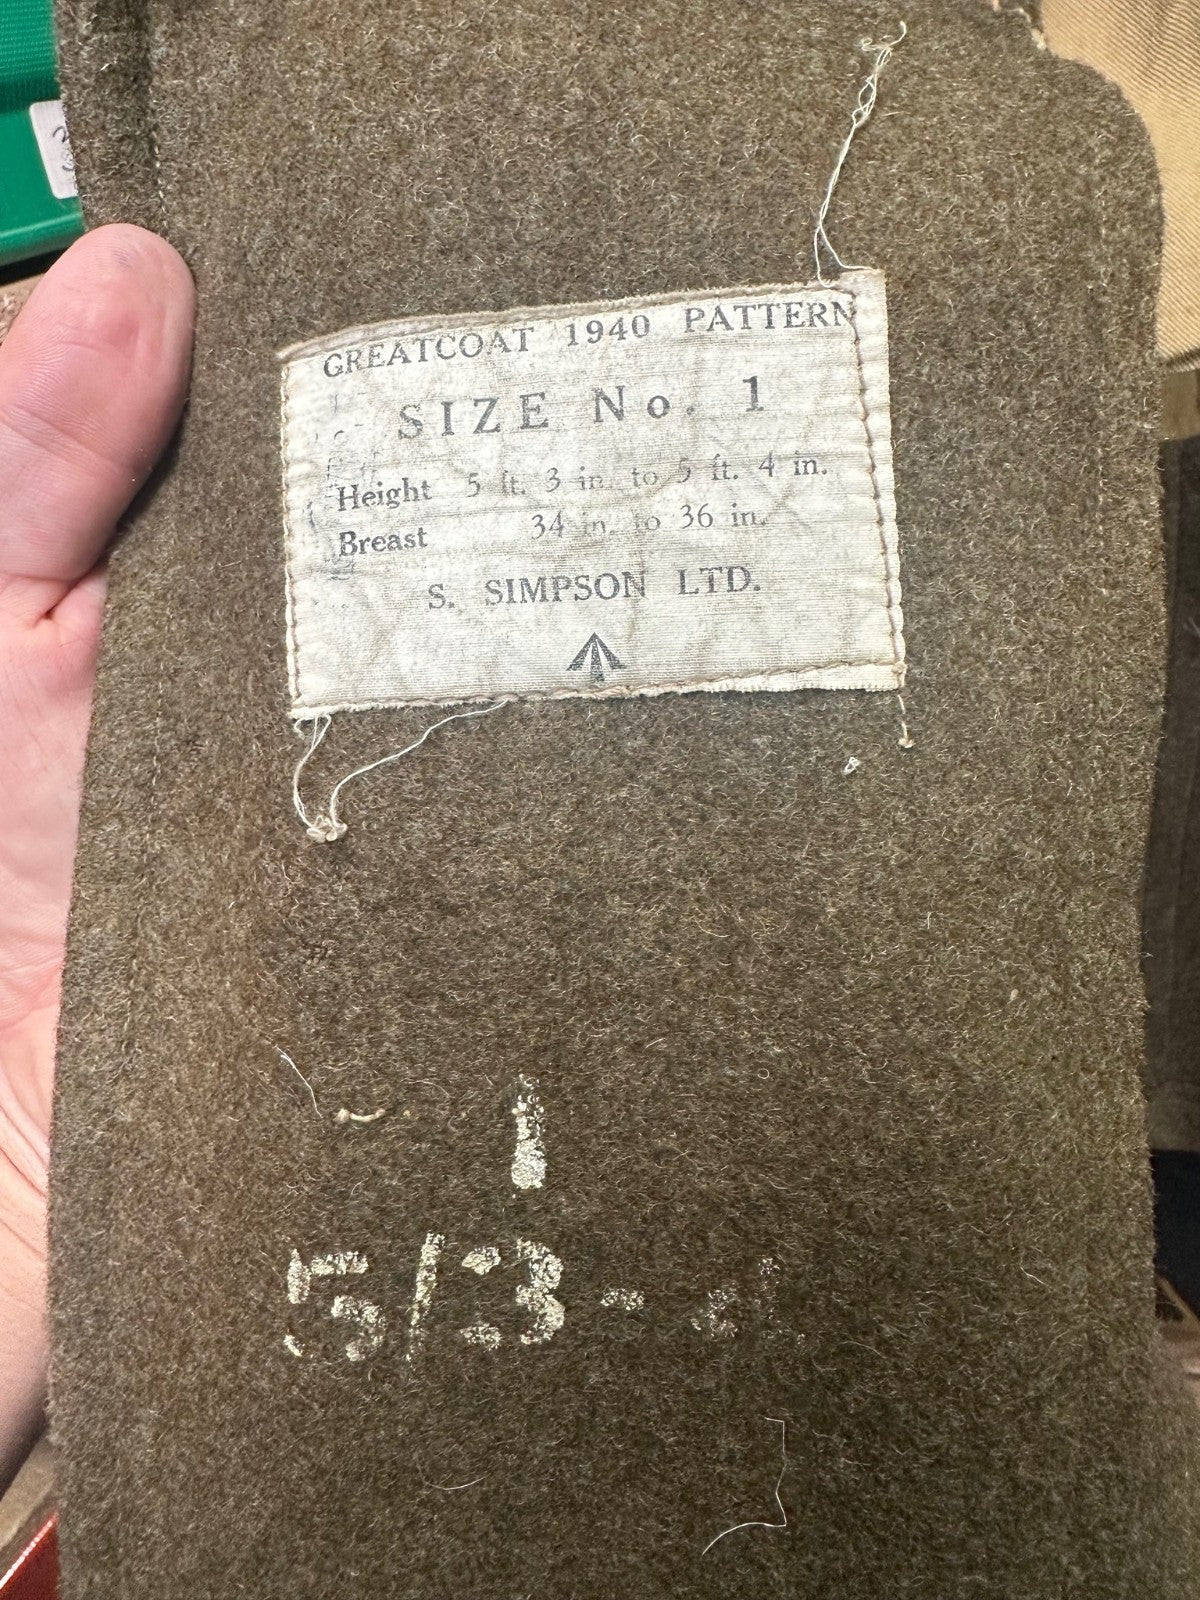 GREATCOAT 1940 PATTERN
SIZE No. 1
Height 5 ft. 3 in. to 5 ft. 4 in.
Breast 34 in. to 36 in.
S. SIMPSON LTD.
1
5/3-